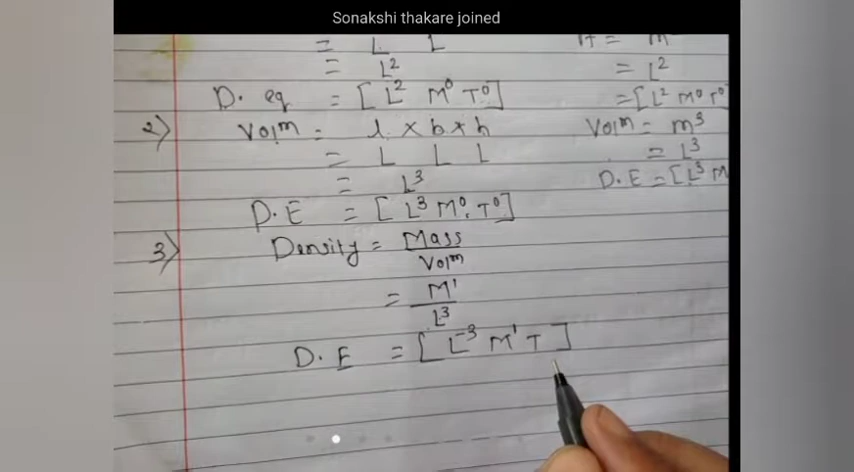 Sonakshi thakare joined
= L L
= L²
D. eq = [L² M⁰ T⁰]
2) Volm = l × b × h
= L L L
= L³
D.E = [L³ M⁰. T⁰]
3) Density = Mass
Volm
= M¹
L³
D.E = [L⁻³ M¹ T ]
= m
= L²
=[L² M⁰ T⁰
Volm = m³
= L³
D.E =[L³ M